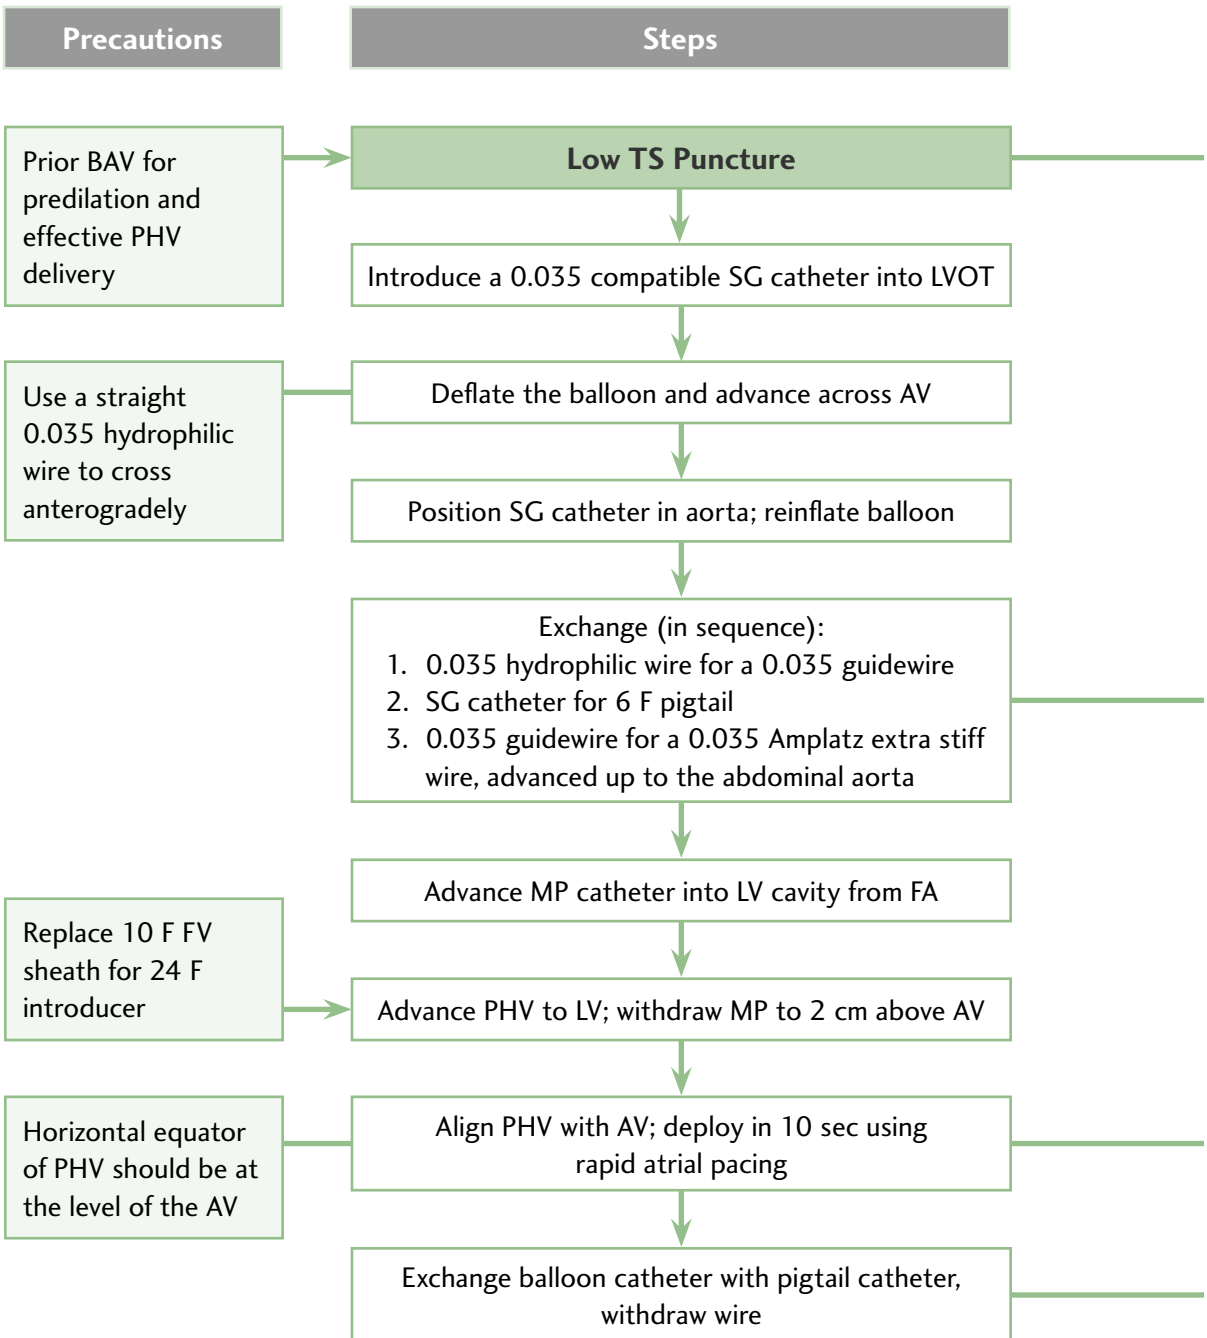 Precautions
Steps
Prior BAV for
predilation and
effective PHV
delivery
Low TS Puncture
Introduce a 0.035 compatible SG catheter into LVOT
Use a straight
0.035 hydrophilic
wire to cross
anterogradely
Deflate the balloon and advance across AV
Position SG catheter in aorta; reinflate balloon
Exchange (in sequence):
1. 0.035 hydrophilic wire for a 0.035 guidewire
2. SG catheter for 6 F pigtail
3. 0.035 guidewire for a 0.035 Amplatz extra stiff
wire, advanced up to the abdominal aorta
Advance MP catheter into LV cavity from FA
Replace 10 F FV
sheath for 24 F
introducer
Advance PHV to LV; withdraw MP to 2 cm above AV
Horizontal equator
of PHV should be at
the level of the AV
Align PHV with AV; deploy in 10 sec using
rapid atrial pacing
Exchange balloon catheter with pigtail catheter,
withdraw wire